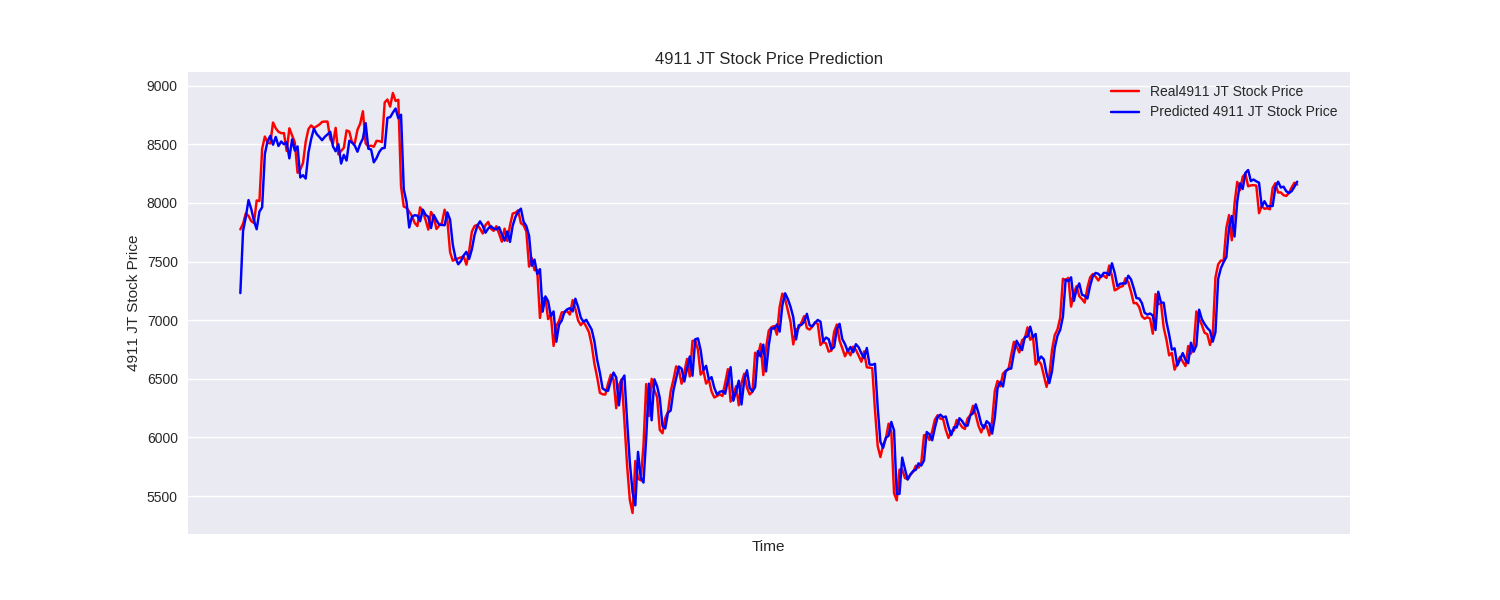 4911 JT Stock Price Prediction
Real4911 JT Stock Price
Predicted 4911 JT Stock Price
4911 JT Stock Price
9000
8500
8000
7500
7000
6500
6000
5500
Time